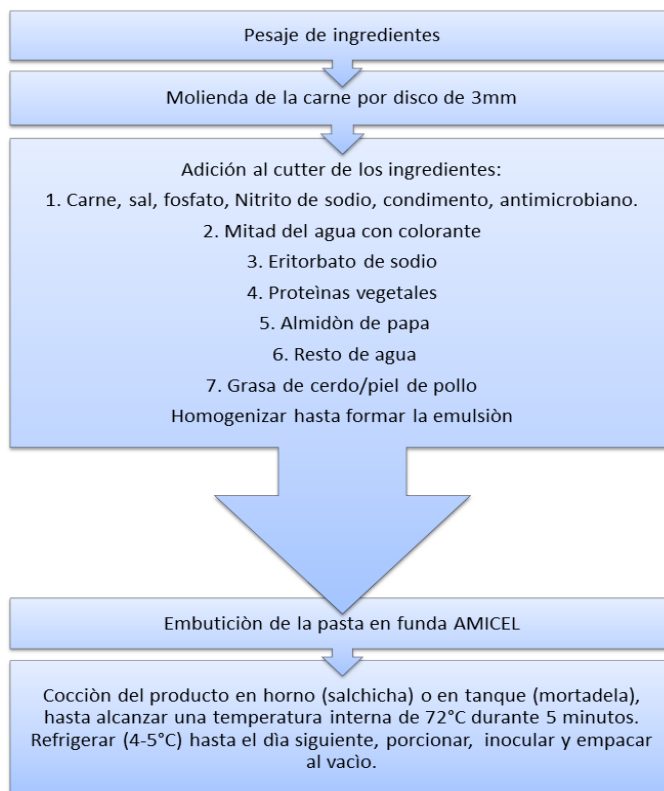 Pesaje de ingredientes
Molienda de la carne por disco de 3mm
Adición al cutter de los ingredientes:
1. Carne, sal, fosfato, Nitrito de sodio, condimento, antimicrobiano.
2. Mitad del agua con colorante
3. Eritorbato de sodio
4. Proteìnas vegetales
5. Almidòn de papa
6. Resto de agua
7. Grasa de cerdo/piel de pollo
Homogenizar hasta formar la emulsiòn
Embuticiòn de la pasta en funda AMICEL
Cocciòn del producto en horno (salchicha) o en tanque (mortadela),
hasta alcanzar una temperatura interna de 72°C durante 5 minutos.
Refrigerar (4-5°C) hasta el dìa siguiente, porcionar, inocular y empacar
al vacìo.